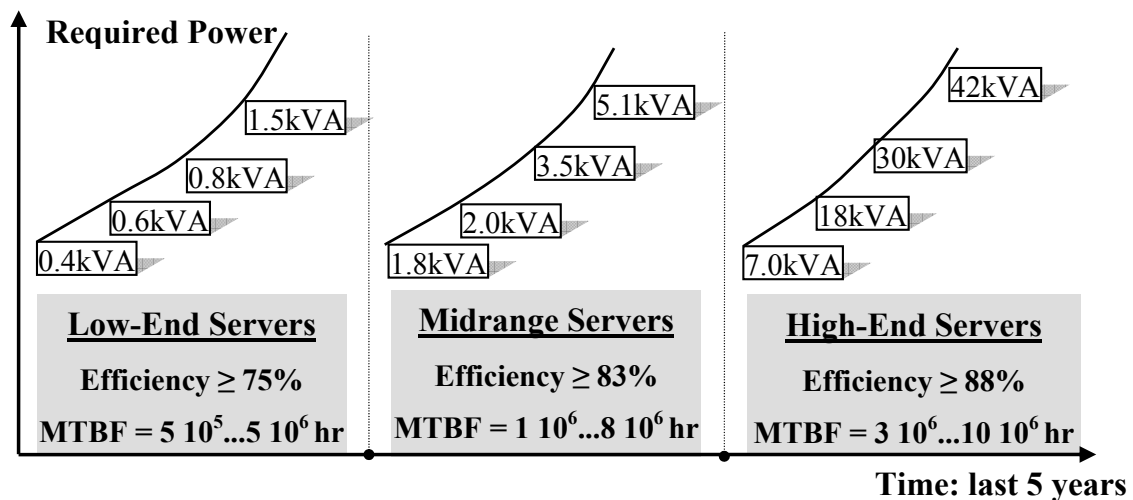 Required Power
1.5kVA
0.8kVA
0.6kVA
0.4kVA
5.1kVA
3.5kVA
2.0kVA
1.8kVA
42kVA
30kVA
18kVA
7.0kVA
Low-End Servers
Efficiency ≥ 75%
MTBF = 5 10⁵...5 10⁶ hr
Midrange Servers
Efficiency ≥ 83%
MTBF = 1 10⁶...8 10⁶ hr
High-End Servers
Efficiency ≥ 88%
MTBF = 3 10⁶...10 10⁶ hr
Time: last 5 years